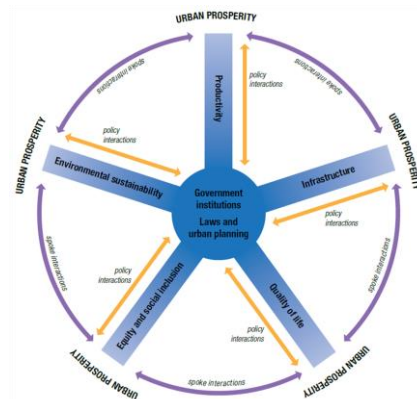 URBAN PROSPERITY
spoke interactions
spoke interactions
Productivity
policy
interactions
URBAN PROSPERITY
URBAN PROSPERITY
policy
interactions
Environmental sustainability
Infrastructure
Government
institutions
Laws and
urban planning
policy
interactions
spoke interactions
spoke interactions
policy
interactions
Equity and social inclusion
Quality of life
policy
interactions
URBAN PROSPERITY
URBAN PROSPERITY
spoke interactions